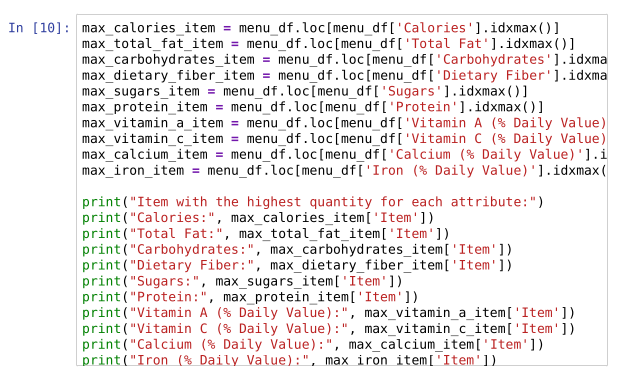 In [10]: max_calories_item = menu_df.loc[menu_df['Calories'].idxmax()]
max_total_fat_item = menu_df.loc[menu_df['Total Fat'].idxmax()]
max_carbohydrates_item = menu_df.loc[menu_df['Carbohydrates'].idxma
max_dietary_fiber_item = menu_df.loc[menu_df['Dietary Fiber'].idxma
max_sugars_item = menu_df.loc[menu_df['Sugars'].idxmax()]
max_protein_item = menu_df.loc[menu_df['Protein'].idxmax()]
max_vitamin_a_item = menu_df.loc[menu_df['Vitamin A (% Daily Value)
max_vitamin_c_item = menu_df.loc[menu_df['Vitamin C (% Daily Value)
max_calcium_item = menu_df.loc[menu_df['Calcium (% Daily Value)'].i
max_iron_item = menu_df.loc[menu_df['Iron (% Daily Value)'].idxmax(
print("Item with the highest quantity for each attribute:")
print("Calories:", max_calories_item['Item'])
print("Total Fat:", max_total_fat_item['Item'])
print("Carbohydrates:", max_carbohydrates_item['Item'])
print("Dietary Fiber:", max_dietary_fiber_item['Item'])
print("Sugars:", max_sugars_item['Item'])
print("Protein:", max_protein_item['Item'])
print("Vitamin A (% Daily Value):", max_vitamin_a_item['Item'])
print("Vitamin C (% Daily Value):", max_vitamin_c_item['Item'])
print("Calcium (% Daily Value):", max_calcium_item['Item'])
print("Iron (% Daily Value):", max_iron_item['Item'])